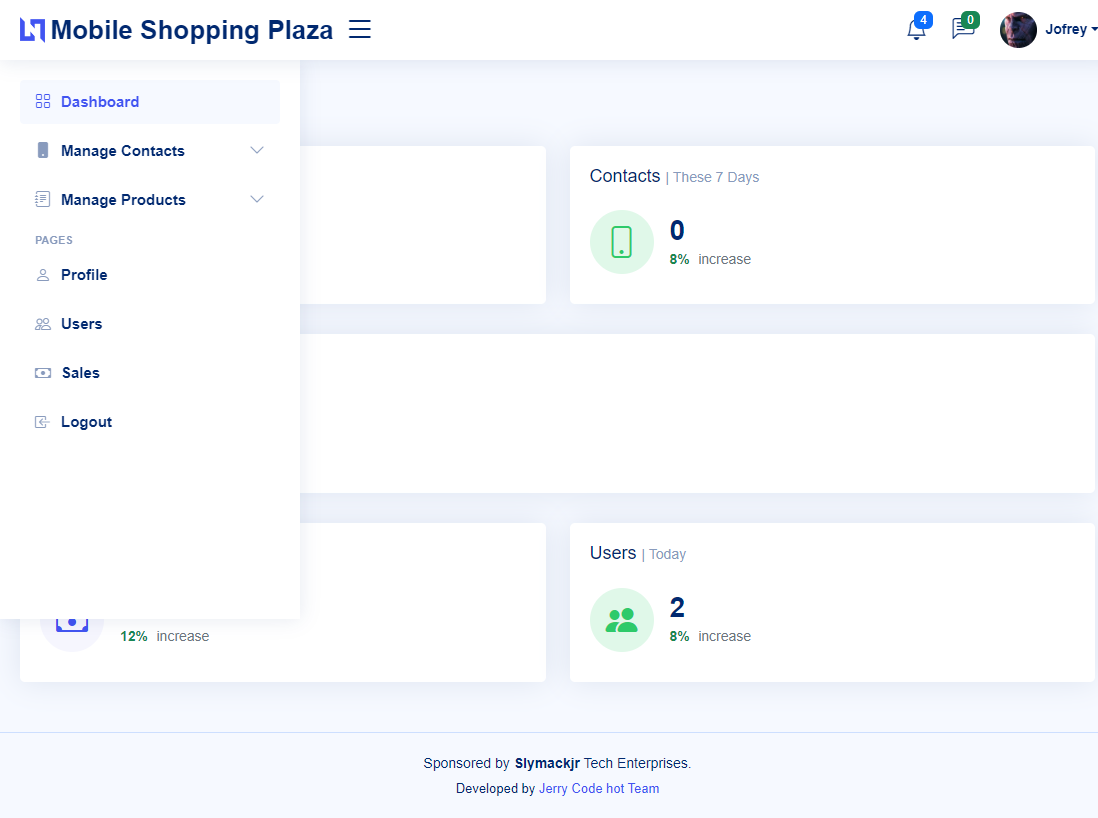 Mobile Shopping Plaza
4
0
Jofrey
Dashboard
Manage Contacts
Manage Products
PAGES
Profile
Users
Sales
Logout
Contacts | These 7 Days
0
8% increase
12% increase
Users | Today
2
8% increase
Sponsored by Slymackjr Tech Enterprises.
Developed by Jerry Code hot Team